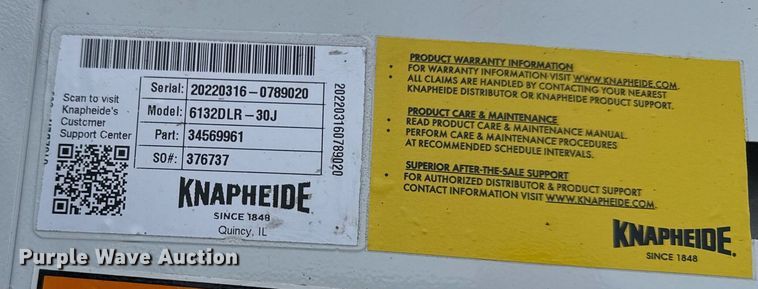 Scan to visit
Knapheide's
Customer
Support Center
Serial: 20220316-0789020
Model: 6132DLR-30J
Part: 34569961
SO#: 376737
202203160789020
KNAPHEIDE
SINCE 1848
Quincy, IL
PRODUCT WARRANTY INFORMATION
• FOR WARRANTY INFORMATION VISIT WWW.KNAPHEIDE.COM.
• ALL CLAIMS ARE HANDLED BY CONTACTING YOUR NEAREST
KNAPHEIDE DISTRIBUTOR OR KNAPHEIDE PRODUCT SUPPORT.
PRODUCT CARE & MAINTENANCE
• READ PRODUCT CARE & MAINTENANCE MANUAL.
• PERFORM CARE & MAINTENANCE PROCEDURES
AT RECOMMENDED SCHEDULE INTERVALS.
SUPERIOR AFTER-THE-SALE SUPPORT
• FOR AUTHORIZED DISTRIBUTOR & PRODUCT SUPPORT
CONTACT INFORMATION VISIT WWW.KNAPHEIDE.COM.
KNAPHEIDE.
SINCE 1848
Purple Wave Auction